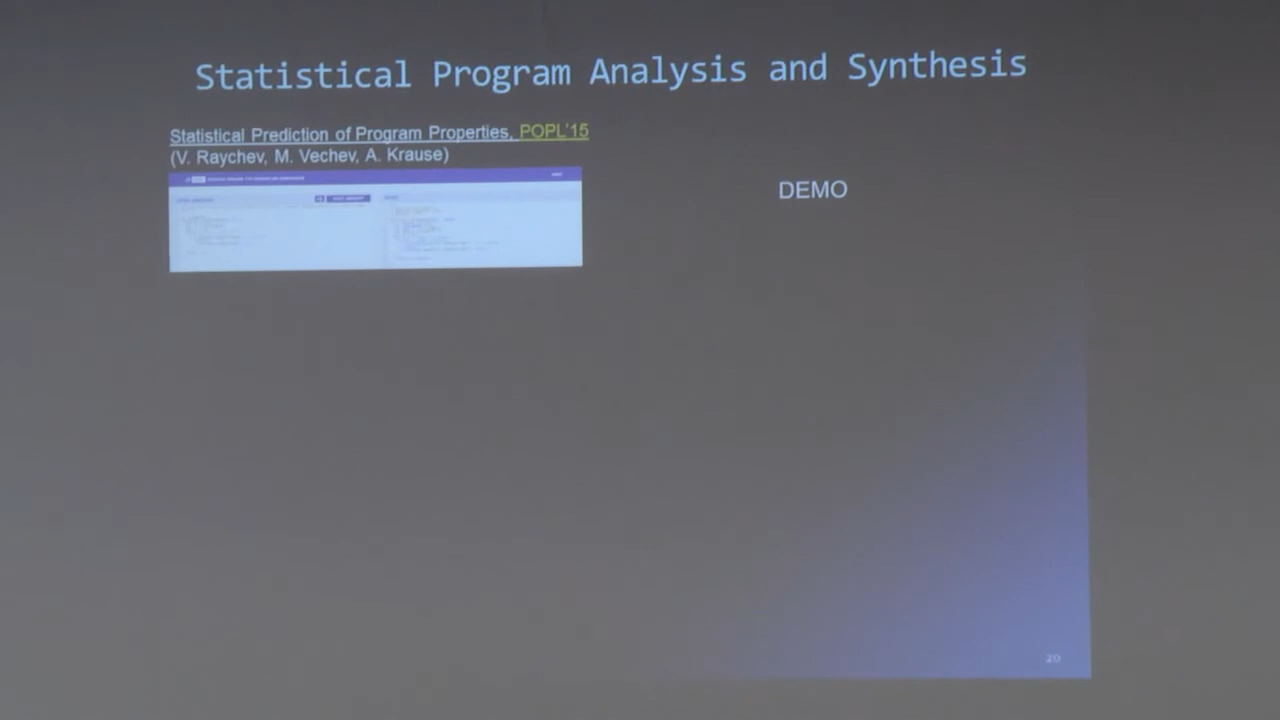 Statistical Program Analysis and Synthesis
Statistical Prediction of Program Properties, POPL'15
(V. Raychev, M. Vechev, A. Krause)
DEMO
20